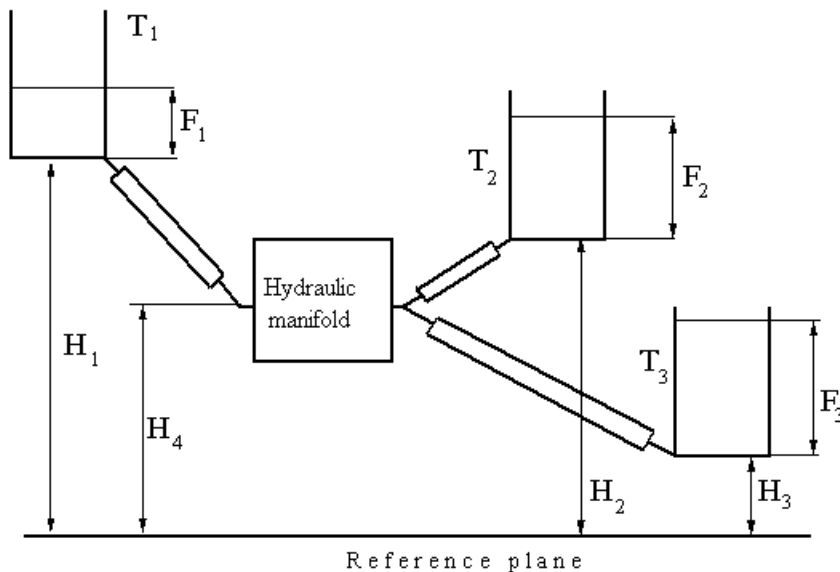 T₁
F₁
T₂
F₂
Hydraulic
manifold
H₁
T₃
F₃
H₄
H₂
H₃
Reference plane